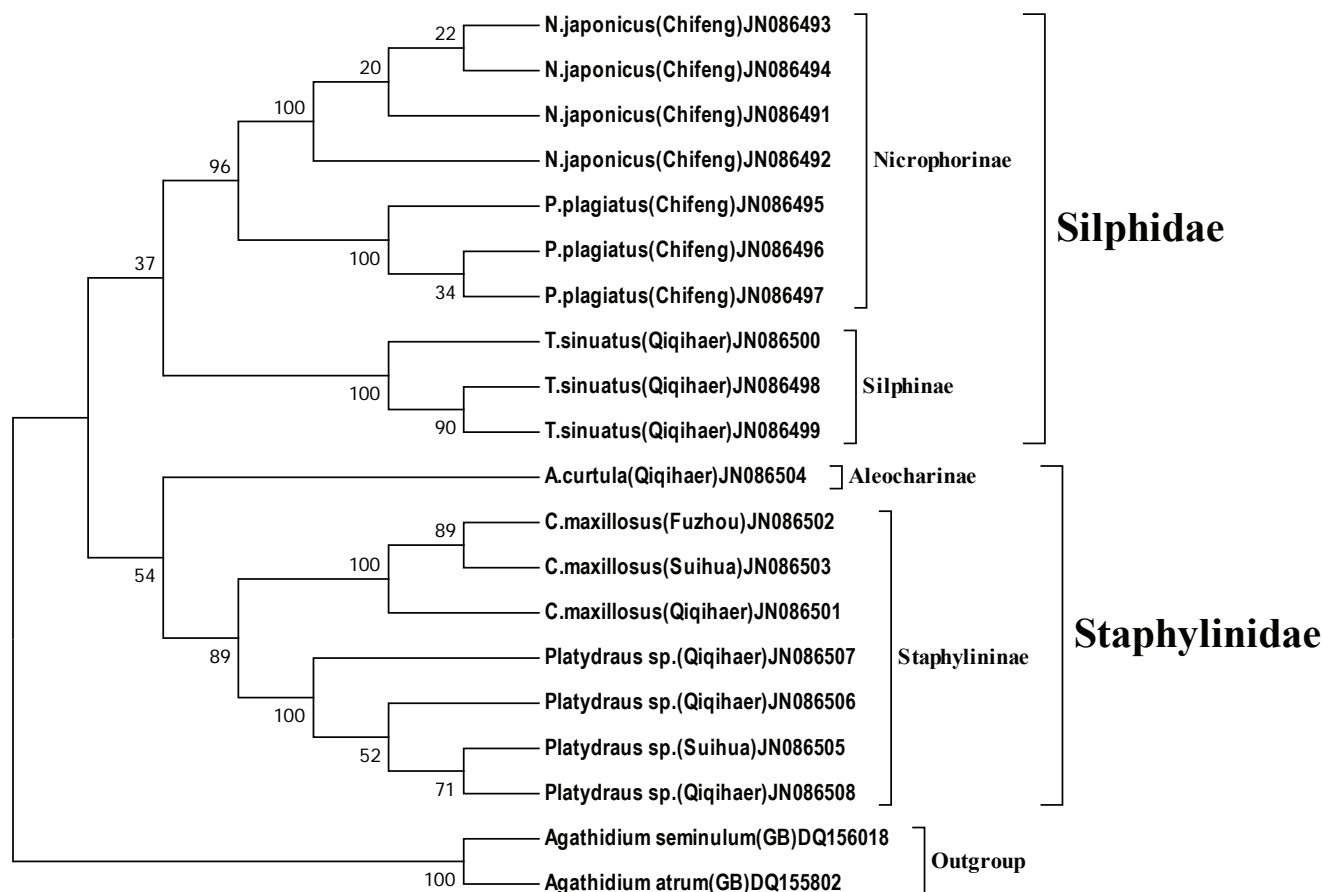 N.japonicus(Chifeng)JN086493
22
N.japonicus(Chifeng)JN086494
20
N.japonicus(Chifeng)JN086491
100
N.japonicus(Chifeng)JN086492
Nicrophorinae
96
P.plagiatus(Chifeng)JN086495
P.plagiatus(Chifeng)JN086496
100
P.plagiatus(Chifeng)JN086497
34
37
Silphidae
T.sinuatus(Qiqihaer)JN086500
T.sinuatus(Qiqihaer)JN086498
100
Silphinae
T.sinuatus(Qiqihaer)JN086499
90
A.curtula(Qiqihaer)JN086504
Aleocharinae
C.maxillosus(Fuzhou)JN086502
89
C.maxillosus(Suihua)JN086503
100
54
C.maxillosus(Qiqihaer)JN086501
Platydraus sp.(Qiqihaer)JN086507
89
Staphylininae
Staphylinidae
Platydraus sp.(Qiqihaer)JN086506
100
Platydraus sp.(Suihua)JN086505
52
Platydraus sp.(Qiqihaer)JN086508
71
Agathidium seminulum(GB)DQ156018
Outgroup
Agathidium atrum(GB)DQ155802
100